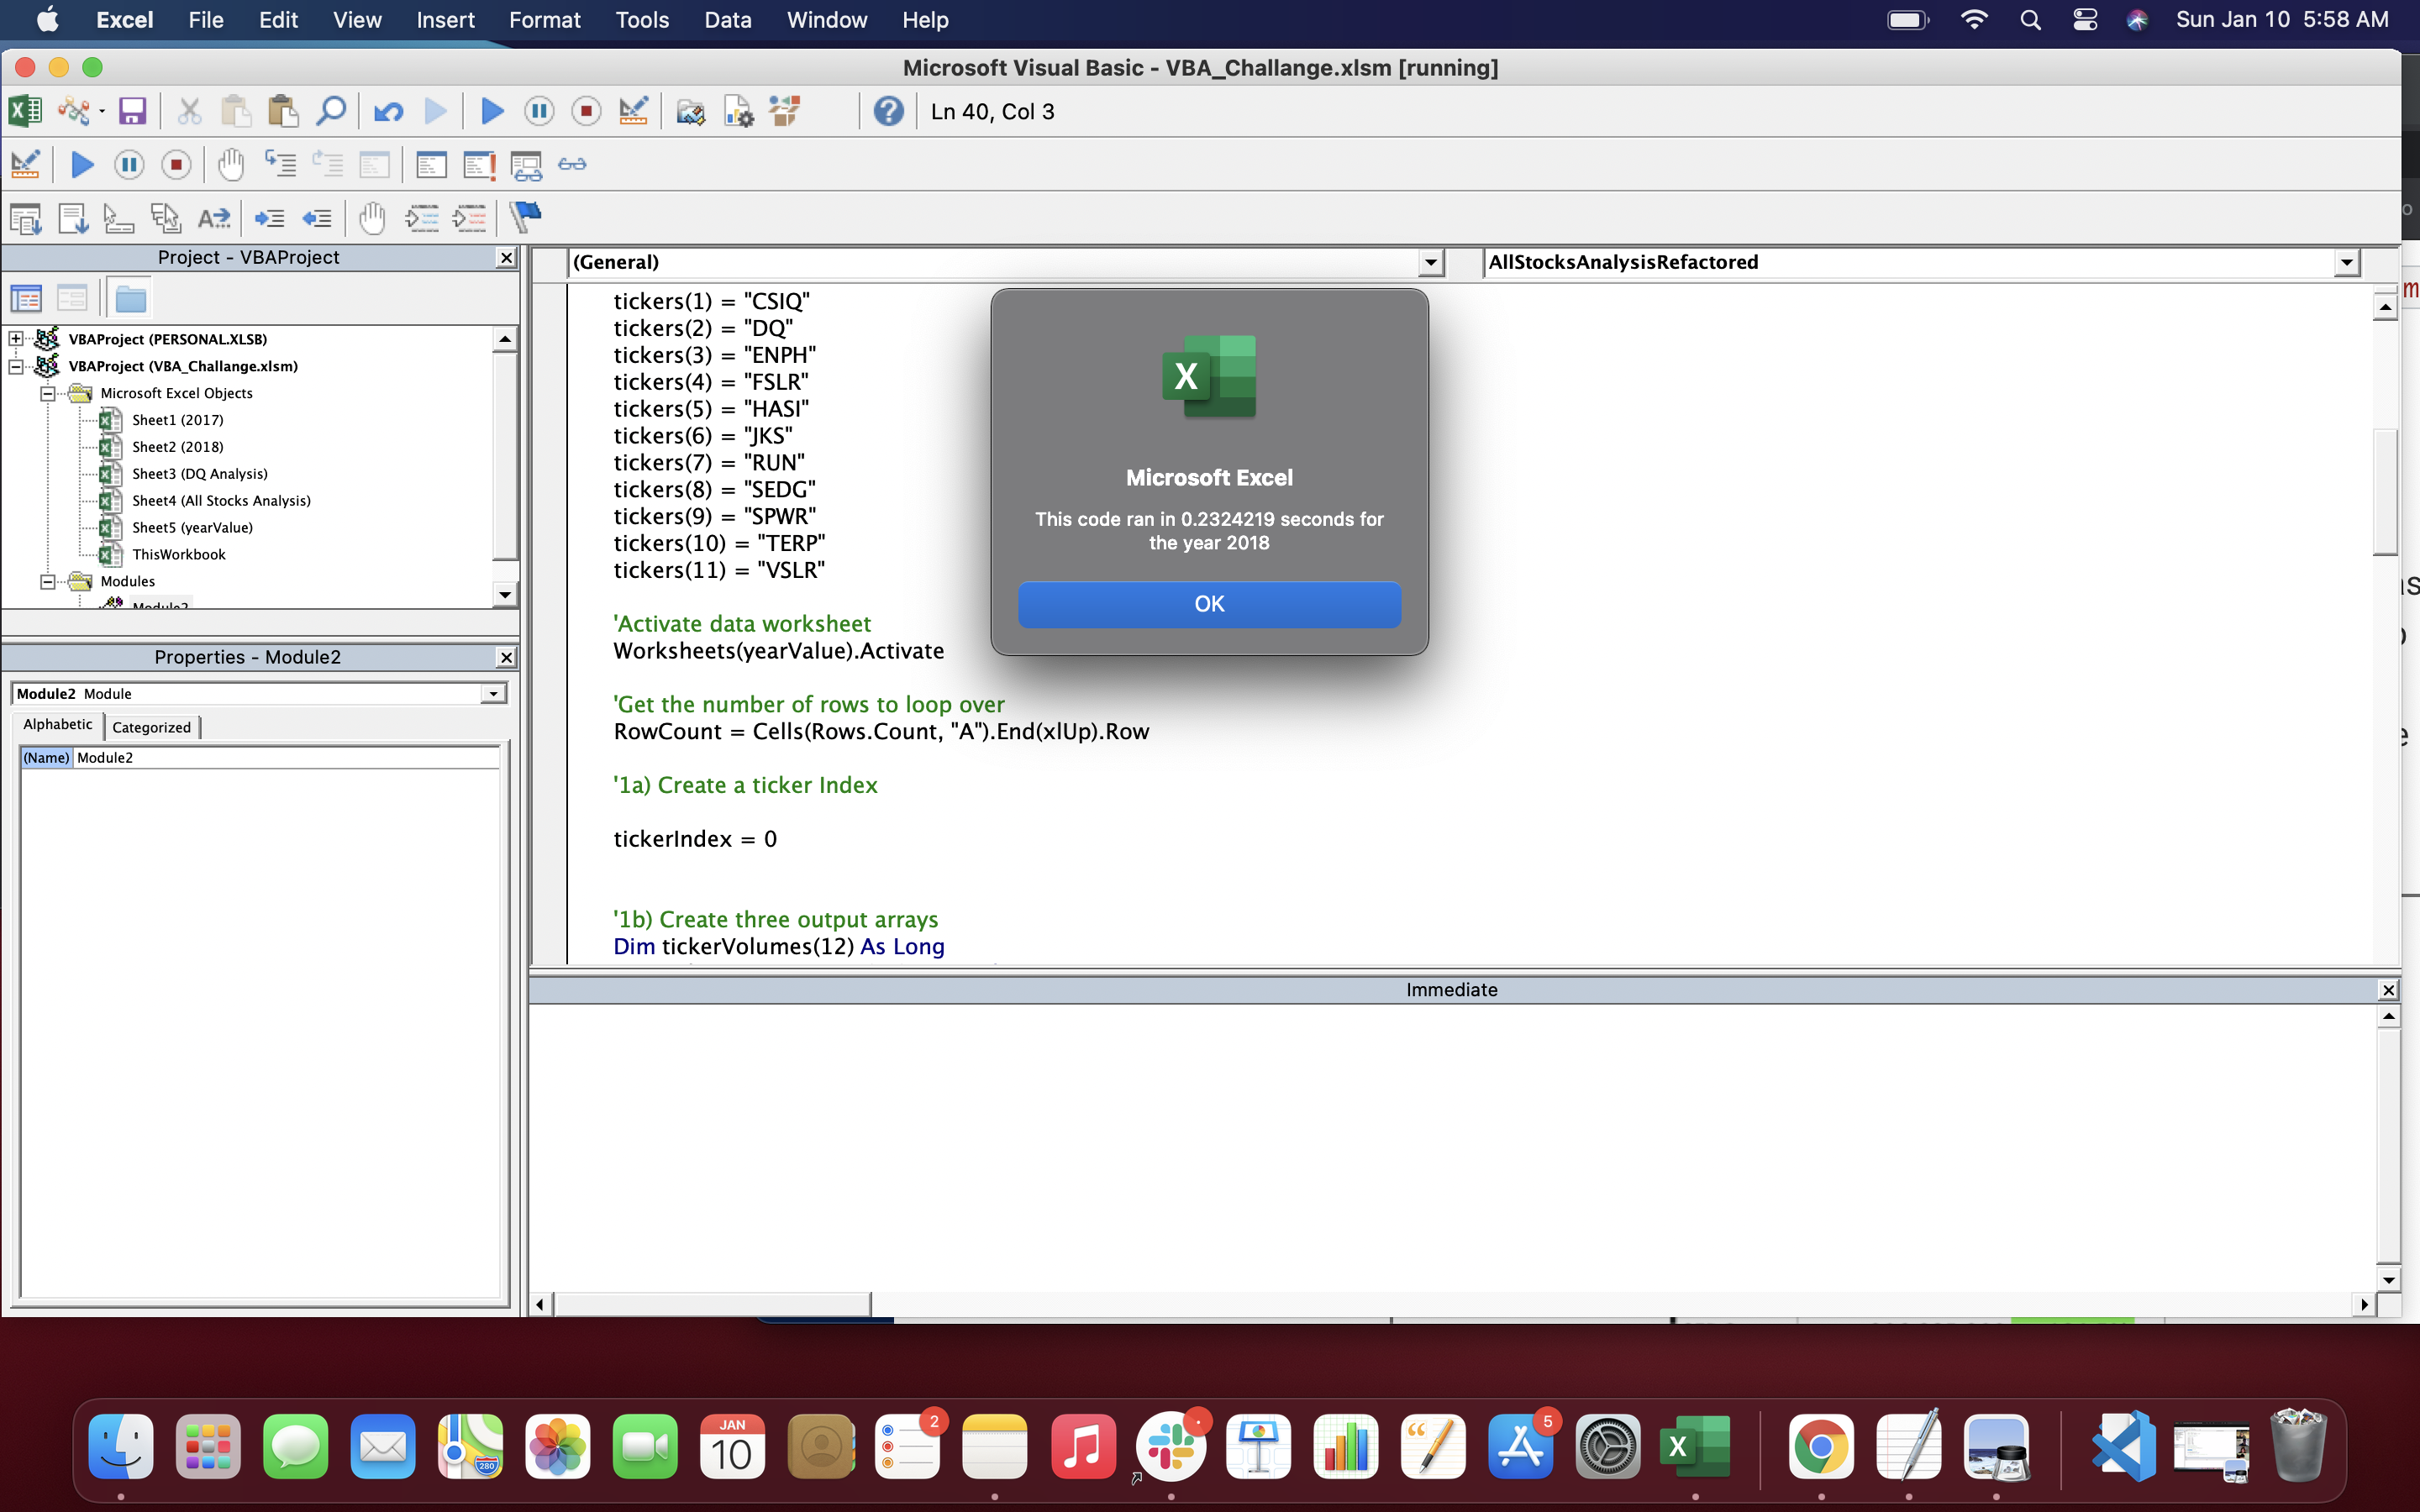 Excel File Edit View Insert Format Tools Data Window Help Sun Jan 10 5:58 AM
Microsoft Visual Basic - VBA_Challange.xlsm [running]
Ln 40, Col 3
Project - VBAProject
(General) AllStocksAnalysisRefactored
VBAProject (PERSONAL.XLSB)
VBAProject (VBA_Challange.xlsm)
Microsoft Excel Objects
Sheet1 (2017)
Sheet2 (2018)
Sheet3 (DQ Analysis)
Sheet4 (All Stocks Analysis)
Sheet5 (yearValue)
ThisWorkbook
Modules
Module2
Properties - Module2
Module2 Module
Alphabetic Categorized
(Name) Module2
tickers(1) = "CSIQ"
tickers(2) = "DQ"
tickers(3) = "ENPH"
tickers(4) = "FSLR"
tickers(5) = "HASI"
tickers(6) = "JKS"
tickers(7) = "RUN"
tickers(8) = "SEDG"
tickers(9) = "SPWR"
tickers(10) = "TERP"
tickers(11) = "VSLR"
'Activate data worksheet
Worksheets(yearValue).Activate
'Get the number of rows to loop over
RowCount = Cells(Rows.Count, "A").End(xlUp).Row
'1a) Create a ticker Index
tickerIndex = 0
'1b) Create three output arrays
Dim tickerVolumes(12) As Long
Microsoft Excel
This code ran in 0.2324219 seconds for
the year 2018
OK
Immediate
JAN
10
2
5
280